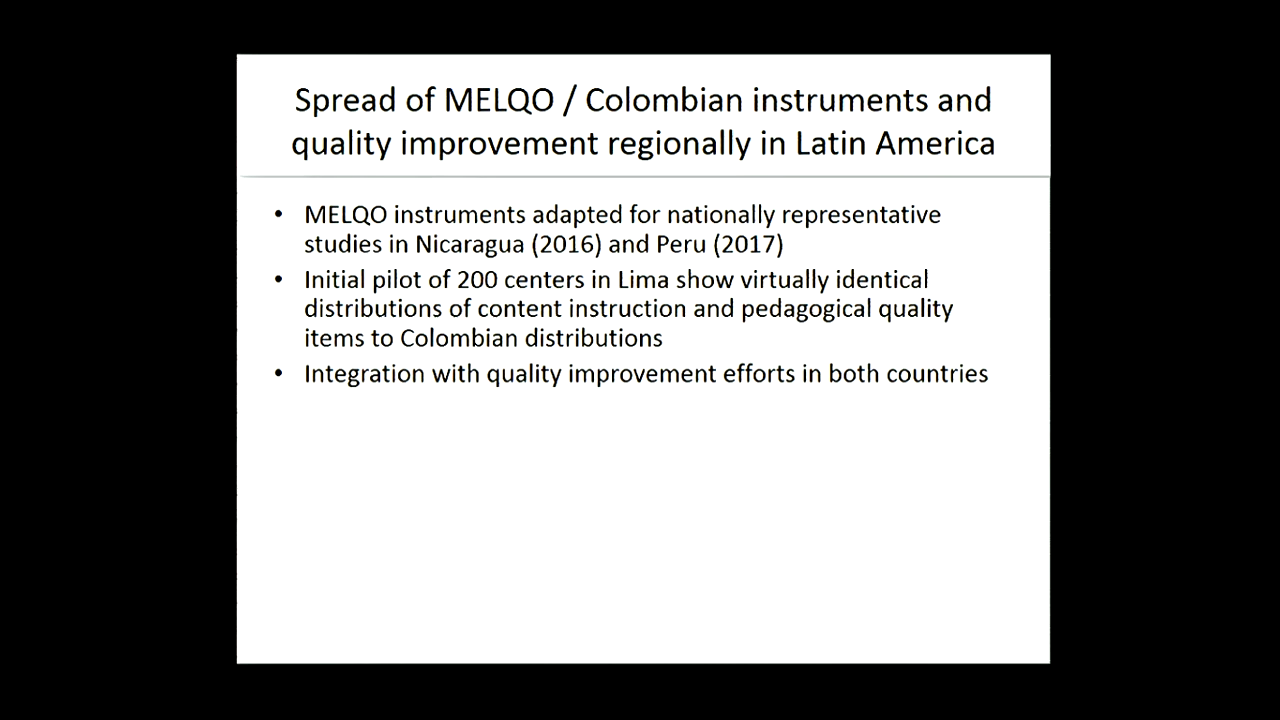 Spread of MELQO / Colombian instruments and
quality improvement regionally in Latin America
• MELQO instruments adapted for nationally representative
studies in Nicaragua (2016) and Peru (2017)
• Initial pilot of 200 centers in Lima show virtually identical
distributions of content instruction and pedagogical quality
items to Colombian distributions
• Integration with quality improvement efforts in both countries